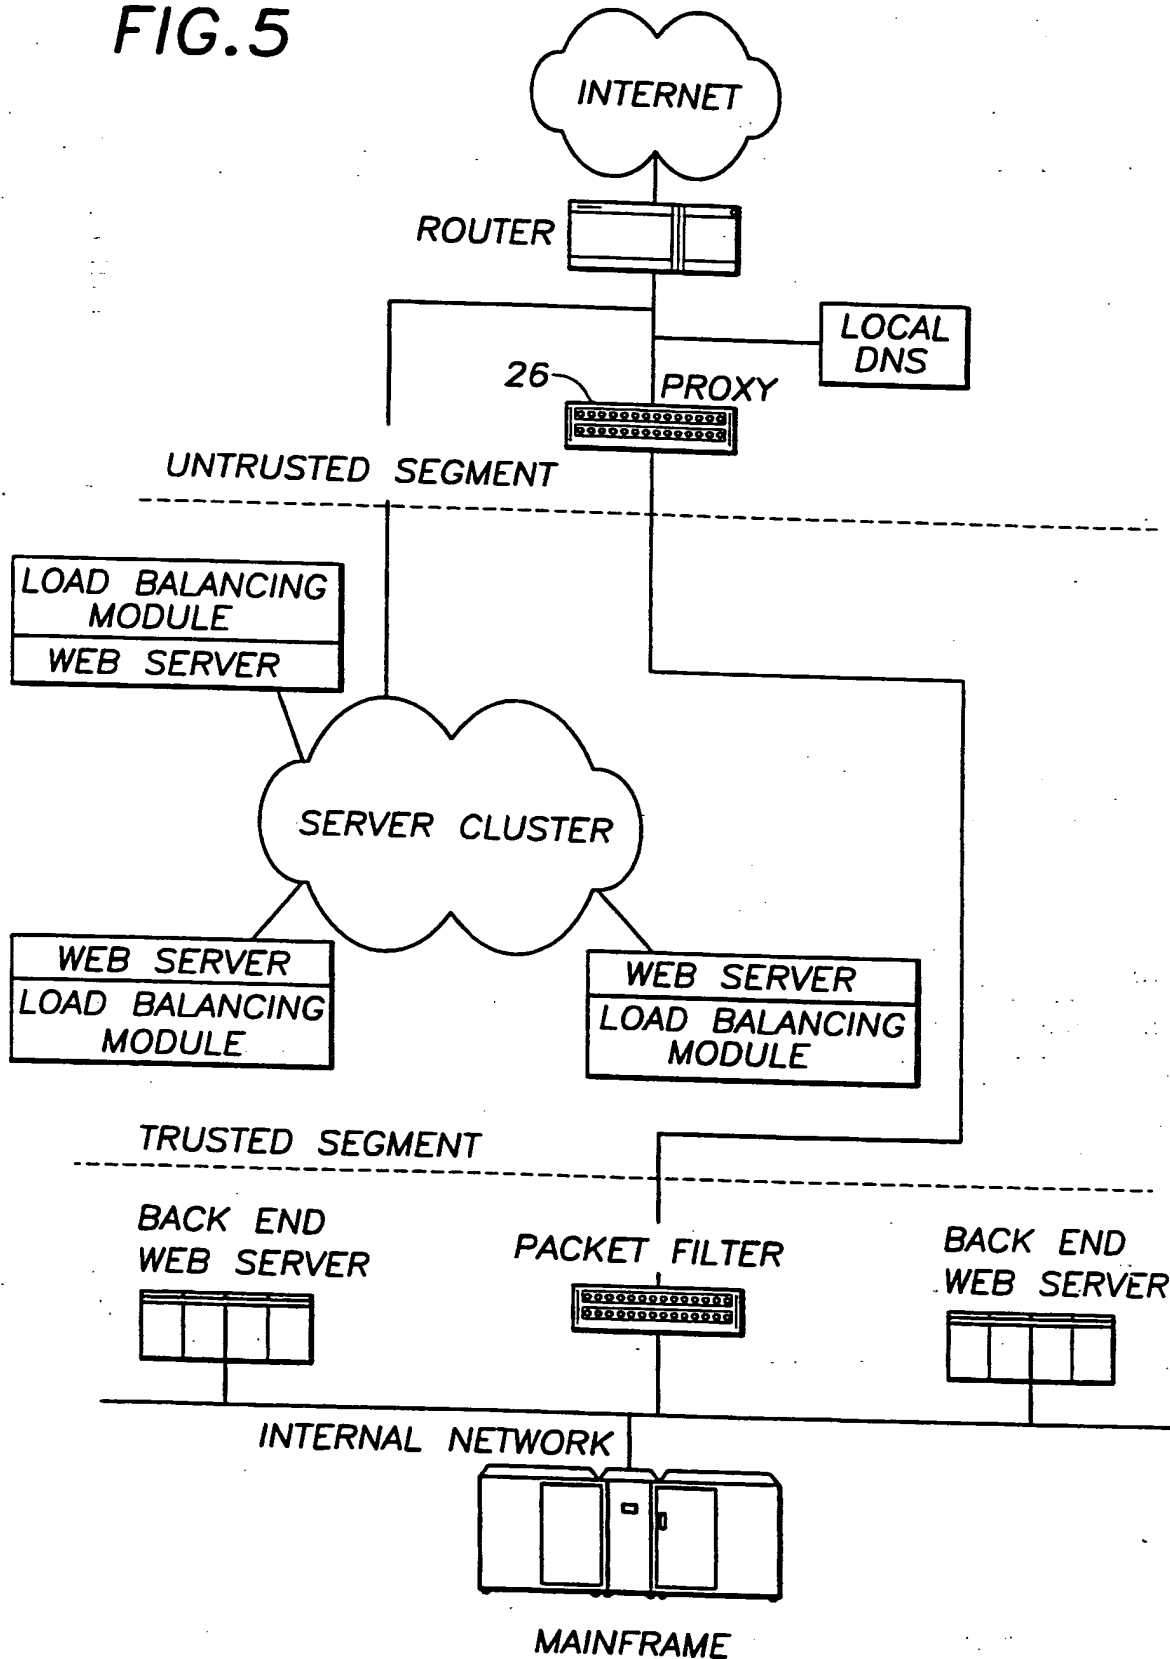 FIG.5
INTERNET
ROUTER
LOCAL
DNS
26
PROXY
UNTRUSTED SEGMENT
LOAD BALANCING
MODULE
WEB SERVER
SERVER CLUSTER
WEB SERVER
LOAD BALANCING
MODULE
WEB SERVER
LOAD BALANCING
MODULE
TRUSTED SEGMENT
BACK END
WEB SERVER
PACKET FILTER
BACK END
WEB SERVER
INTERNAL NETWORK
MAINFRAME